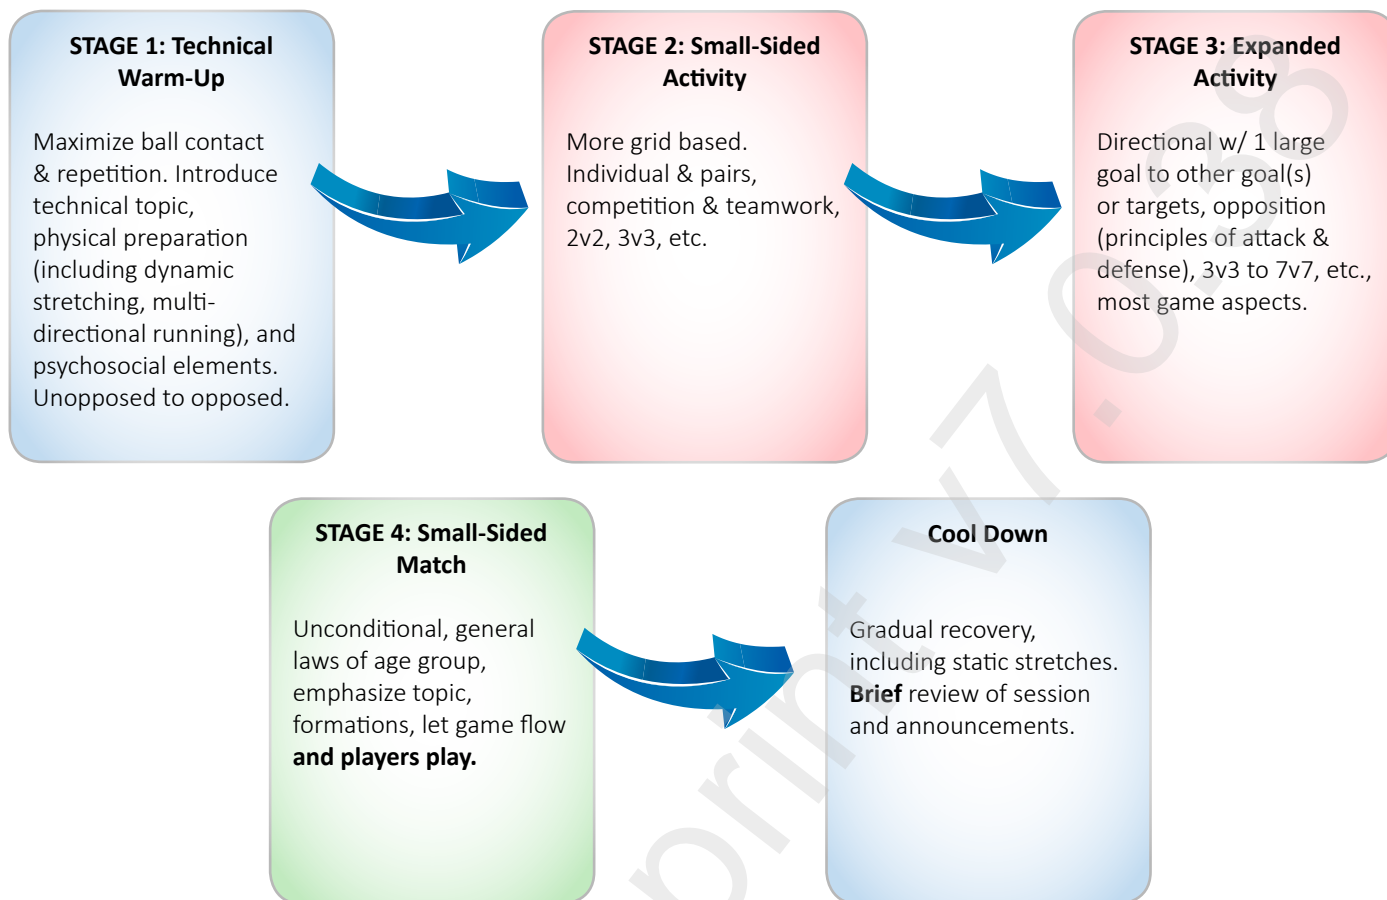 STAGE 1: Technical
Warm-Up
Maximize ball contact
& repetition. Introduce
technical topic,
physical preparation
(including dynamic
stretching, multi-
directional running), and
psychosocial elements.
Unopposed to opposed.
STAGE 2: Small-Sided
Activity
More grid based.
Individual & pairs,
competition & teamwork,
2v2, 3v3, etc.
STAGE 3: Expanded
Activity
Directional w/ 1 large
goal to other goal(s)
or targets, opposition
(principles of attack &
defense), 3v3 to 7v7, etc.,
most game aspects.
STAGE 4: Small-Sided
Match
Unconditional, general
laws of age group,
emphasize topic,
formations, let game flow
and players play.
Cool Down
Gradual recovery,
including static stretches.
Brief review of session
and announcements.
print v7.038